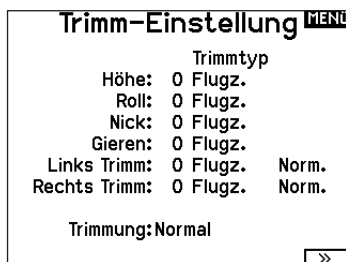 Trimm-Einstellung MENU
Trimmtyp
Höhe: 0 Flugz.
Roll: 0 Flugz.
Nick: 0 Flugz.
Gieren: 0 Flugz.
Links Trimm: 0 Flugz. Norm.
Rechts Trimm: 0 Flugz. Norm.
Trimmung:Normal
>>